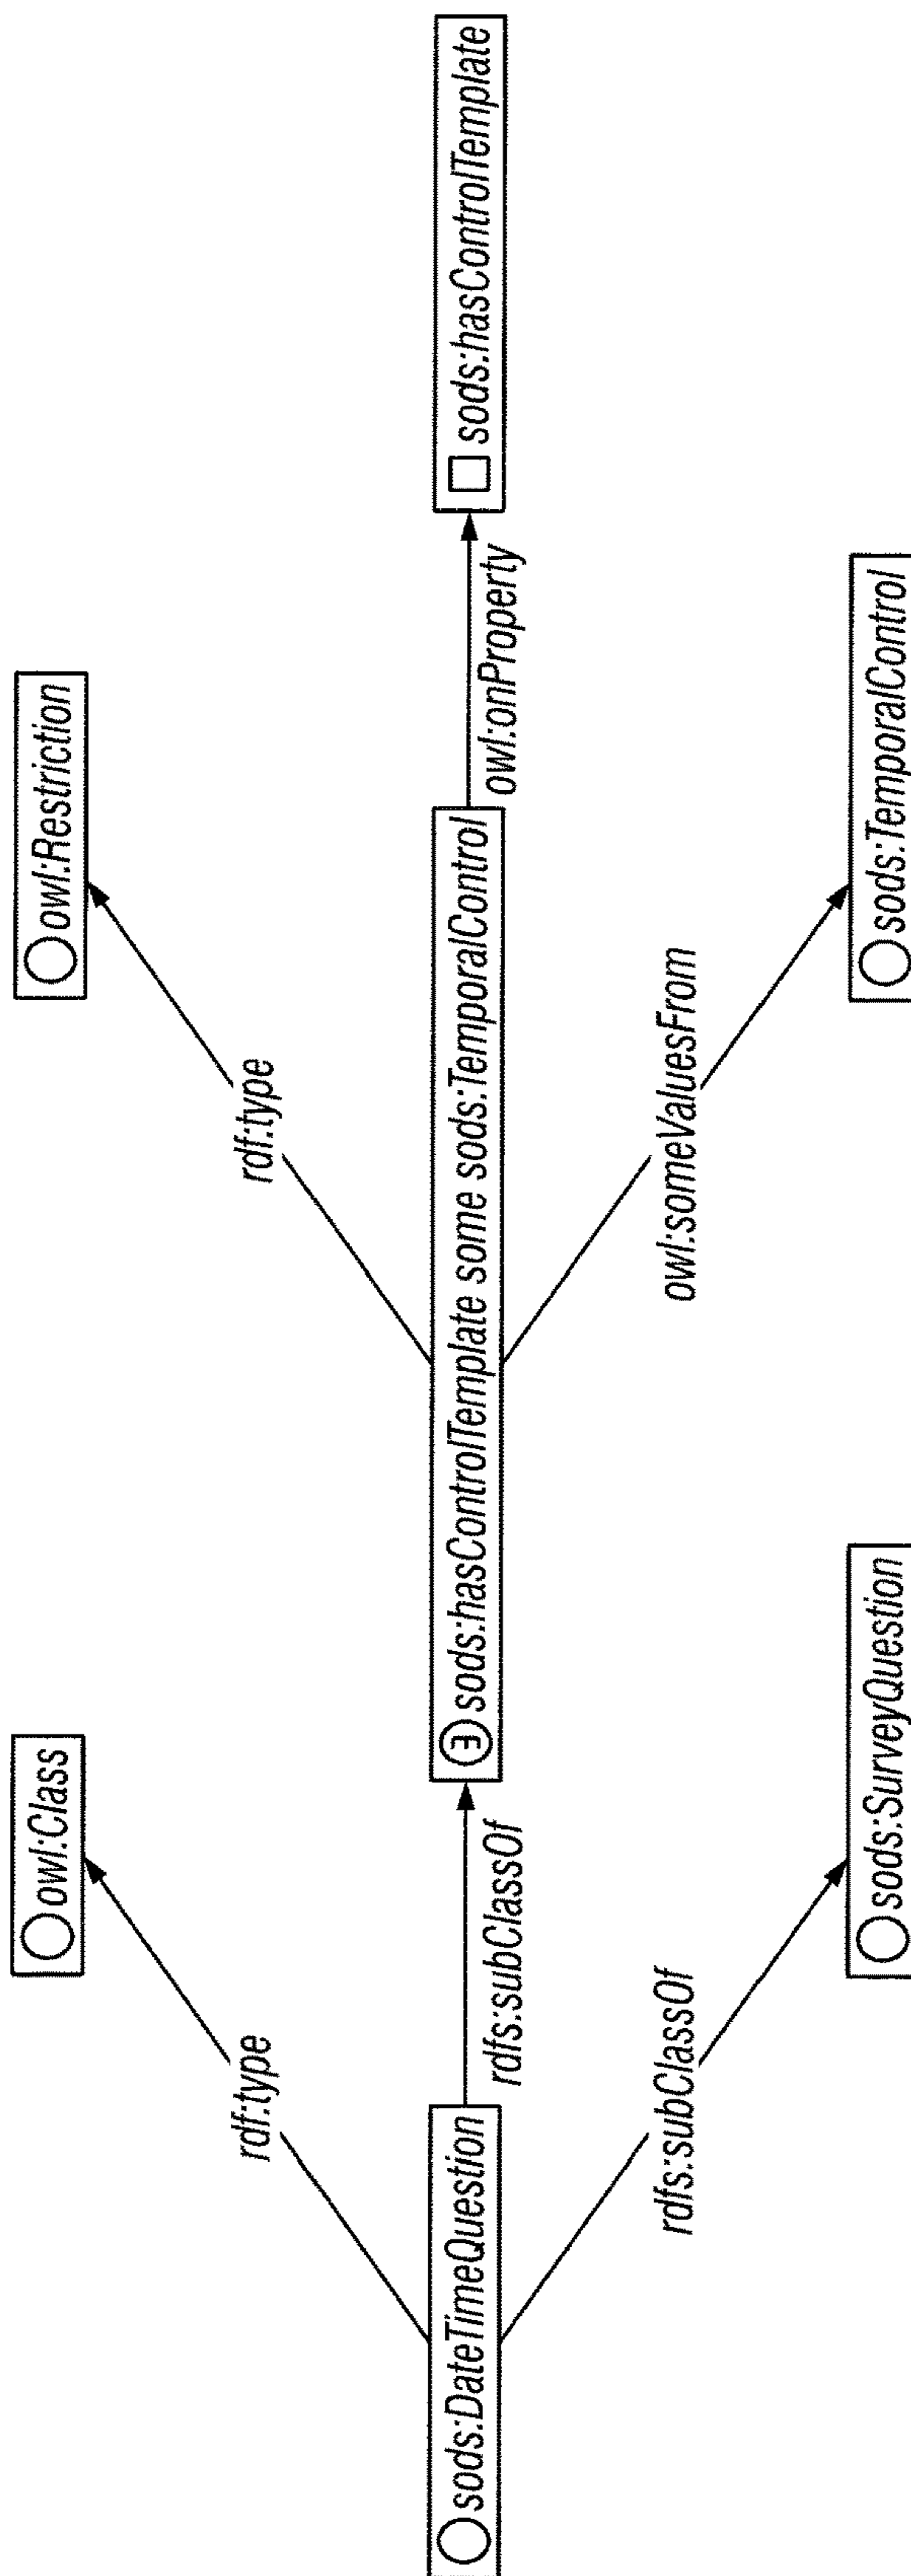 owl:Class
owl:Restriction
rdf:type
rdf:type
sods:DateTimeQuestion
rdfs:subClassOf
∃ sods:hasControlTemplate some sods:TemporalControl
owl:onProperty
sods:hasControlTemplate
rdfs:subClassOf
owl:someValuesFrom
sods:SurveyQuestion
sods:TemporalControl